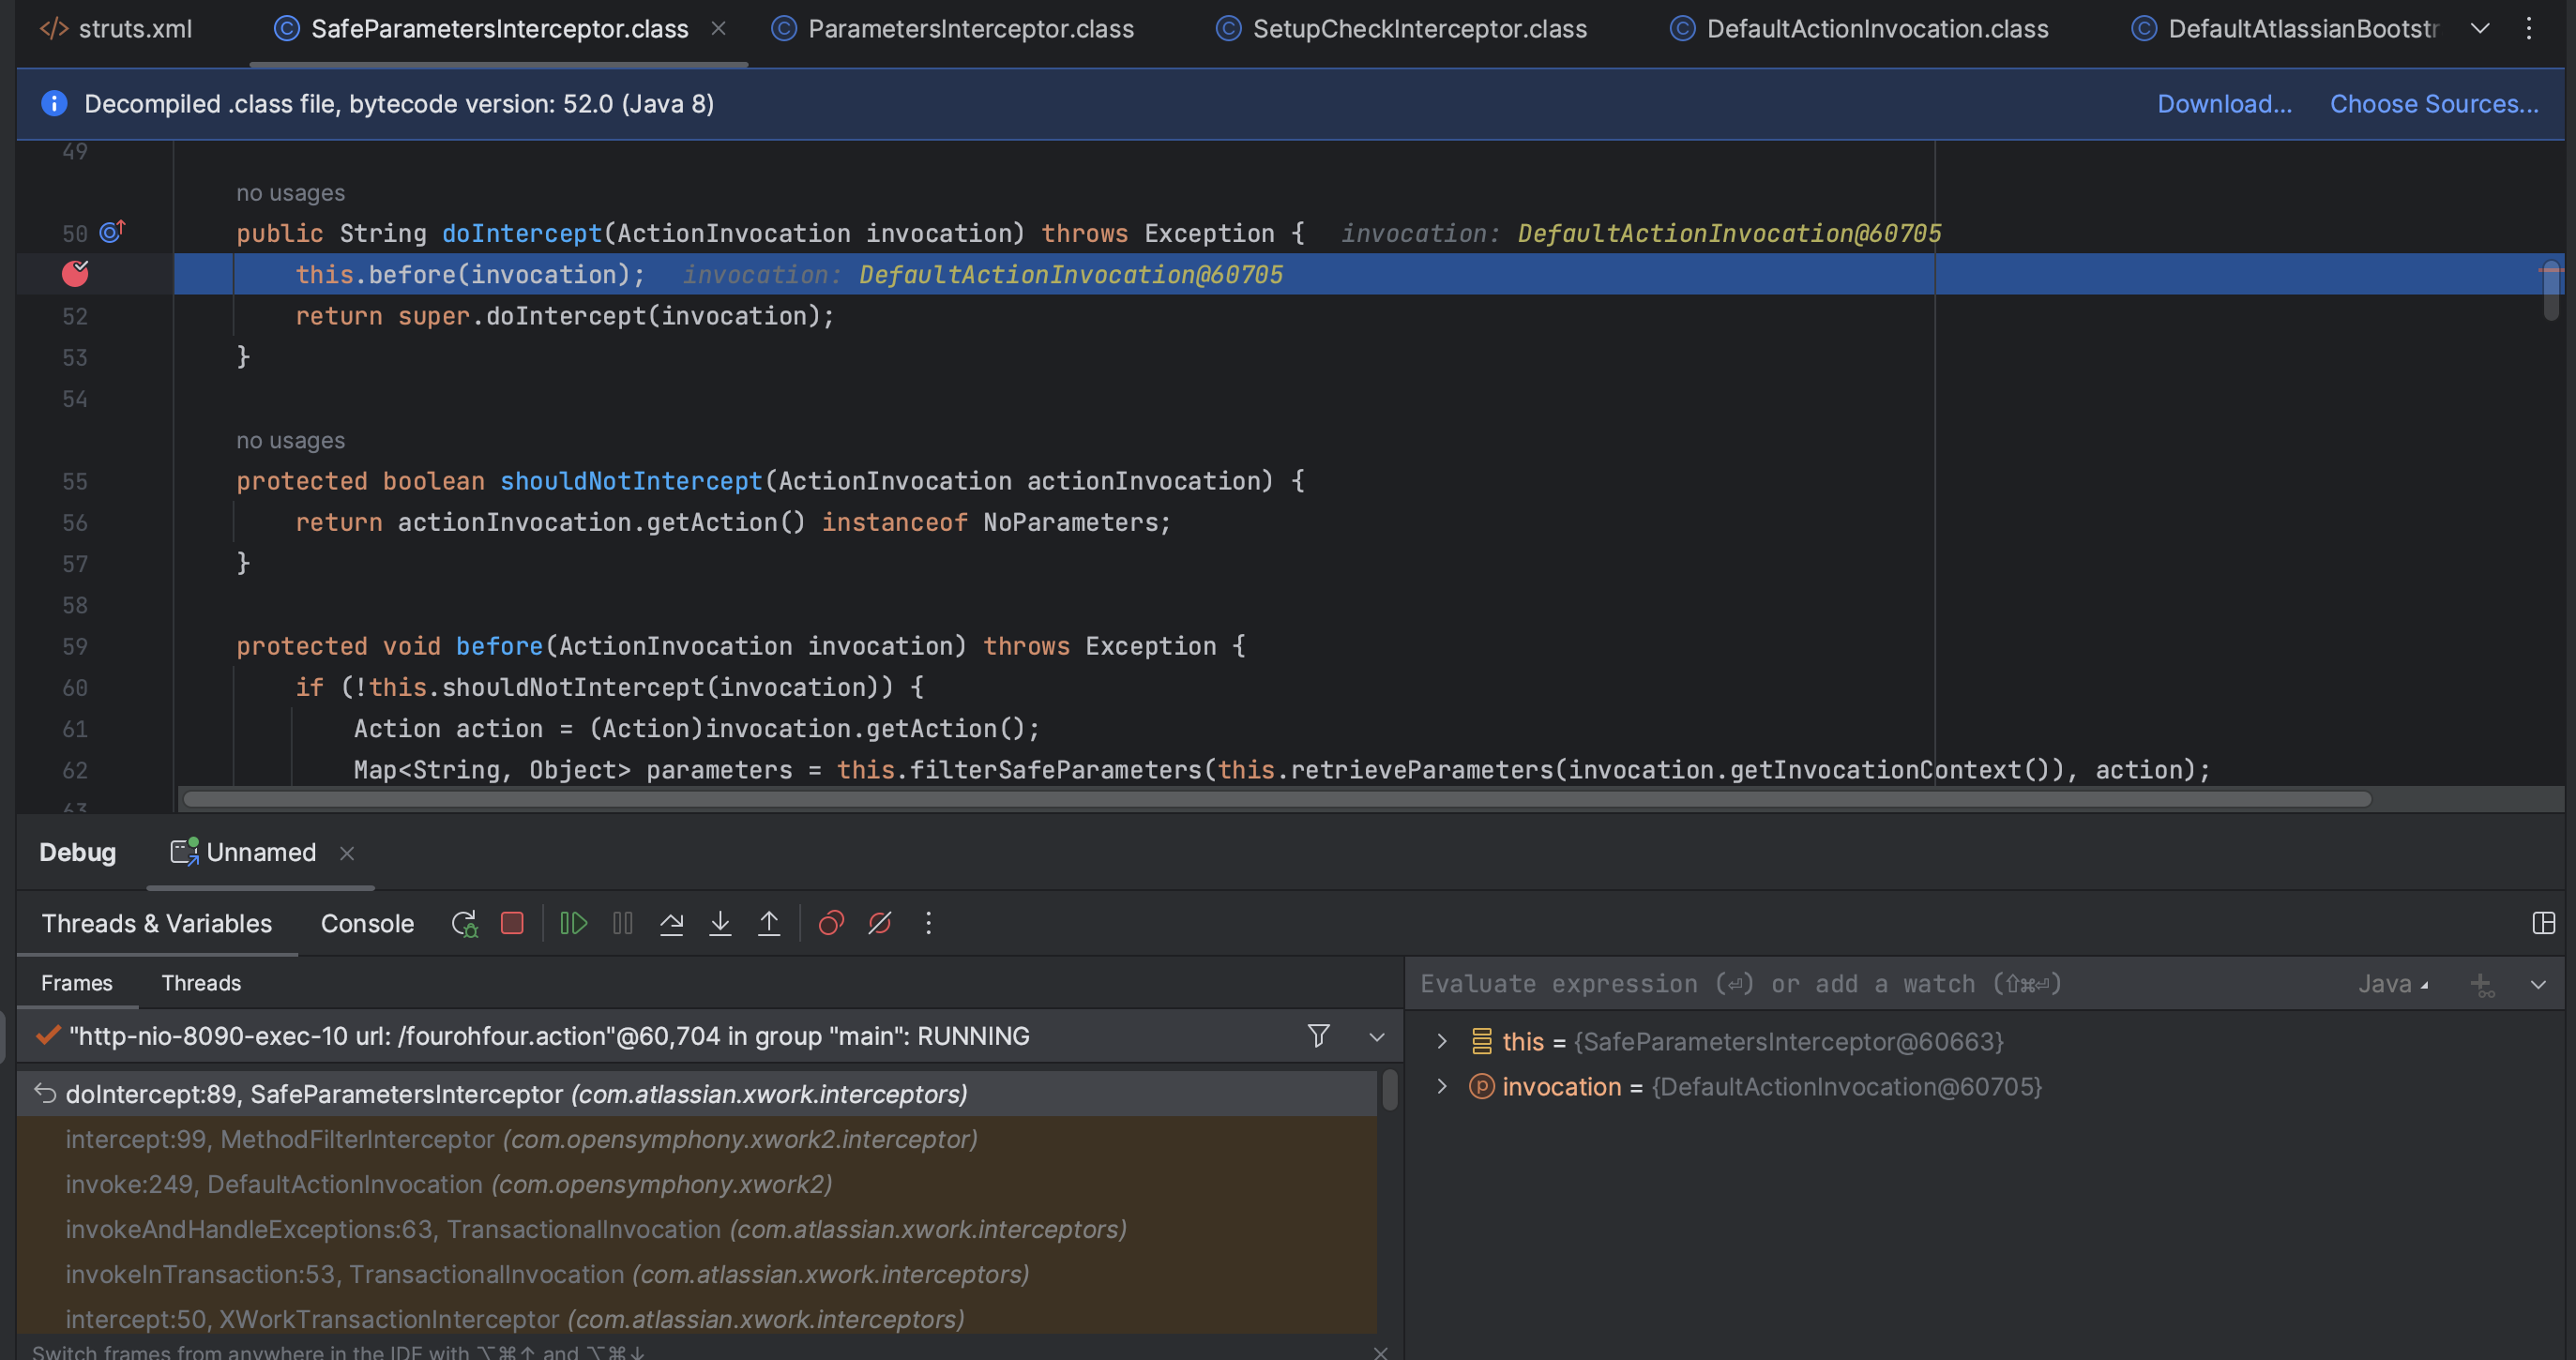 struts.xml SafeParametersInterceptor.class ParametersInterceptor.class SetupCheckInterceptor.class DefaultActionInvocation.class DefaultAtlassianBootstr
Decompiled .class file, bytecode version: 52.0 (Java 8) Download... Choose Sources...
49
no usages
50 public String doIntercept(ActionInvocation invocation) throws Exception { invocation: DefaultActionInvocation@60705
this.before(invocation); invocation: DefaultActionInvocation@60705
52 return super.doIntercept(invocation);
53 }
54
no usages
55 protected boolean shouldNotIntercept(ActionInvocation actionInvocation) {
56 return actionInvocation.getAction() instanceof NoParameters;
57 }
58
59 protected void before(ActionInvocation invocation) throws Exception {
60 if (!this.shouldNotIntercept(invocation)) {
61 Action action = (Action)invocation.getAction();
62 Map<String, Object> parameters = this.filterSafeParameters(this.retrieveParameters(invocation.getInvocationContext()), action);
63
Debug Unnamed
Threads & Variables Console
Frames Threads
Evaluate expression (⏎) or add a watch (⇧⌘⏎) Java
"http-nio-8090-exec-10 url: /fourohfour.action"@60,704 in group "main": RUNNING
this = {SafeParametersInterceptor@60663}
invocation = {DefaultActionInvocation@60705}
doIntercept:89, SafeParametersInterceptor (com.atlassian.xwork.interceptors)
intercept:99, MethodFilterInterceptor (com.opensymphony.xwork2.interceptor)
invoke:249, DefaultActionInvocation (com.opensymphony.xwork2)
invokeAndHandleExceptions:63, TransactionalInvocation (com.atlassian.xwork.interceptors)
invokeInTransaction:53, TransactionalInvocation (com.atlassian.xwork.interceptors)
intercept:50, XWorkTransactionInterceptor (com.atlassian.xwork.interceptors)
Switch frames from anywhere in the IDE with ⌥⌘↑ and ⌥⌘↓